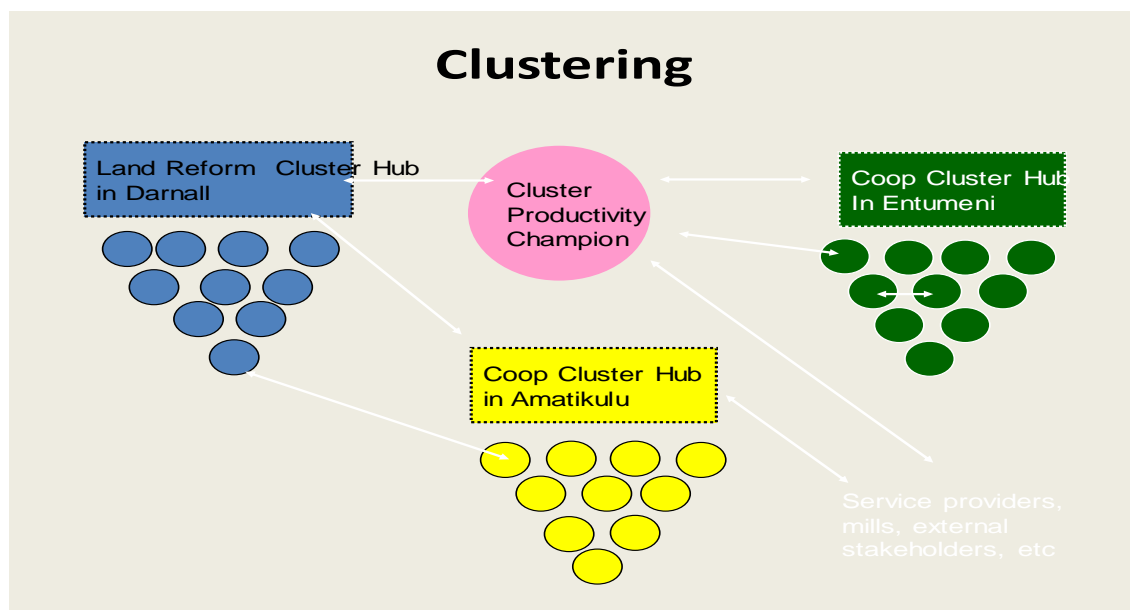 Clustering
Land Reform Cluster Hub
in Darnall
Cluster
Productivity
Champion
Coop Cluster Hub
In Entumeni
Coop Cluster Hub
in Amatikulu
Service providers,
mills, external
stakeholders, etc